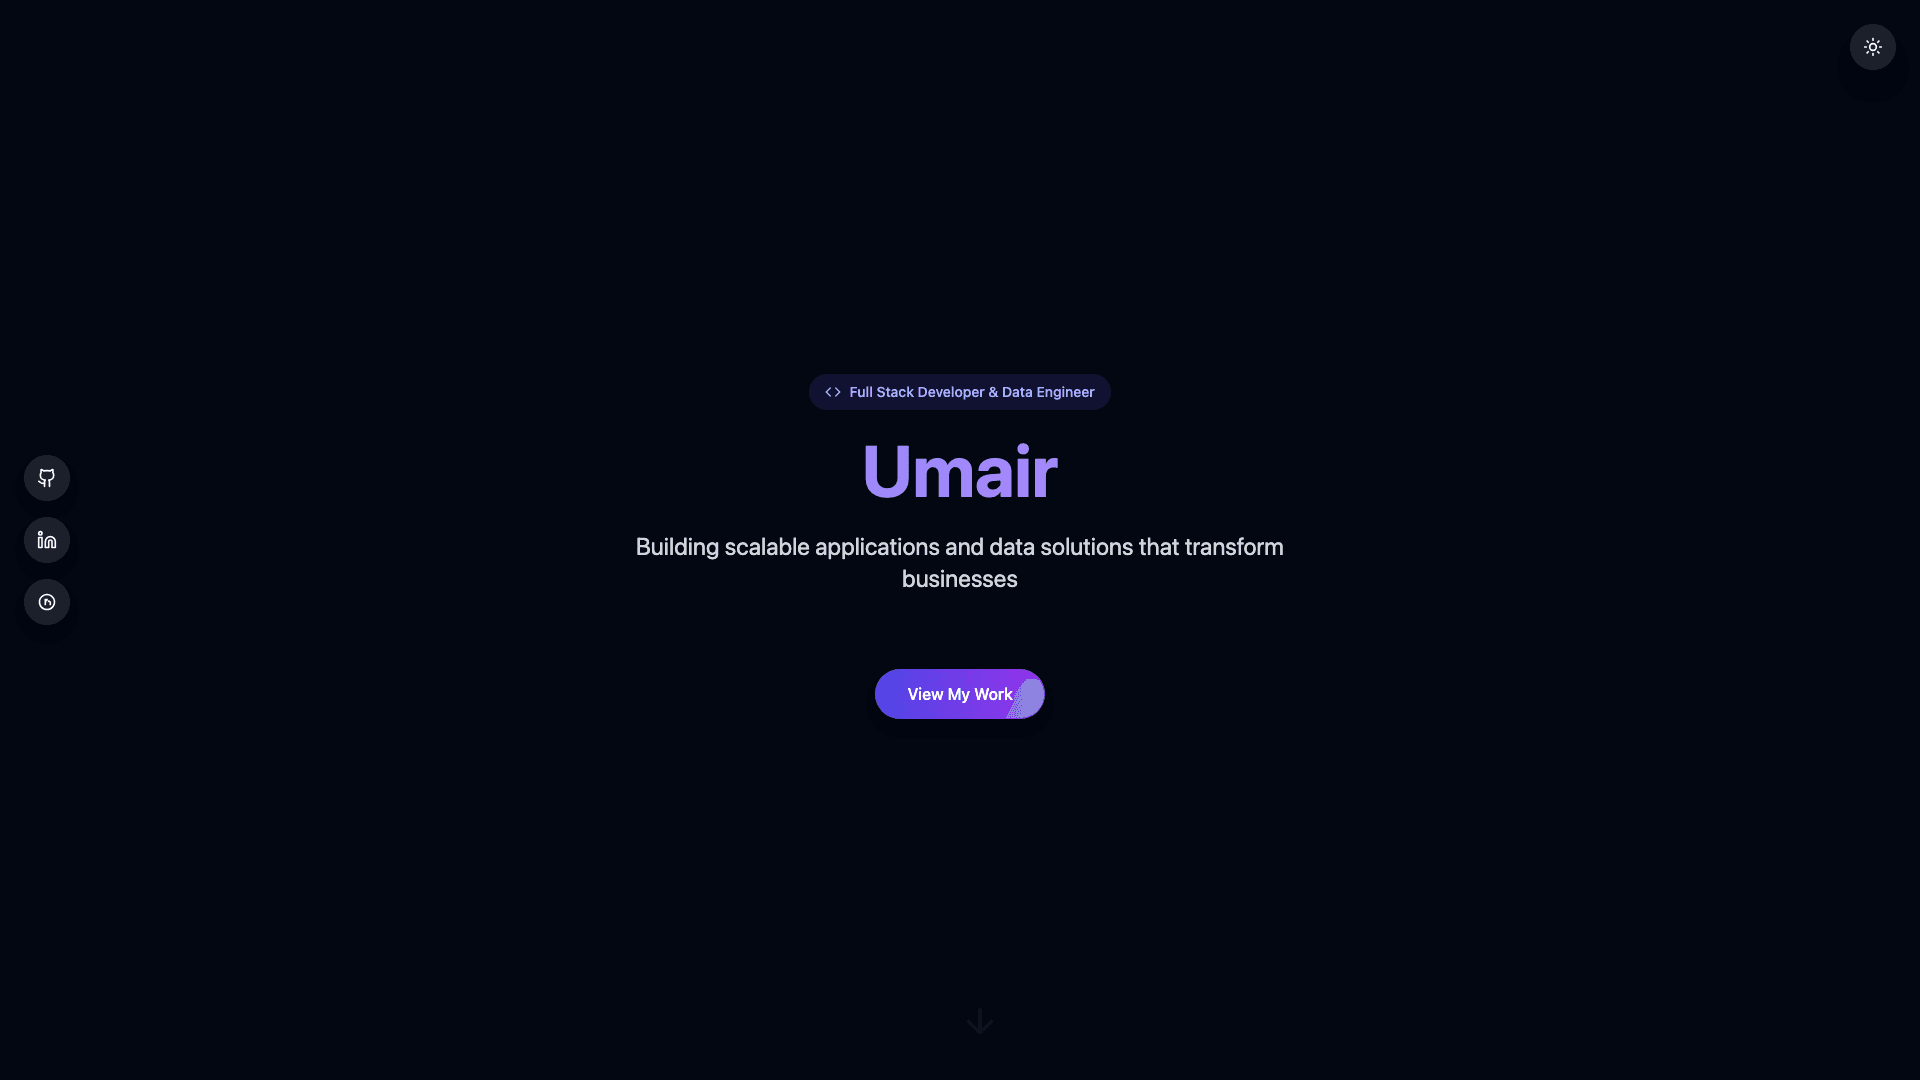 Full Stack Developer & Data Engineer
Umair
Building scalable applications and data solutions that transform
businesses
View My Work